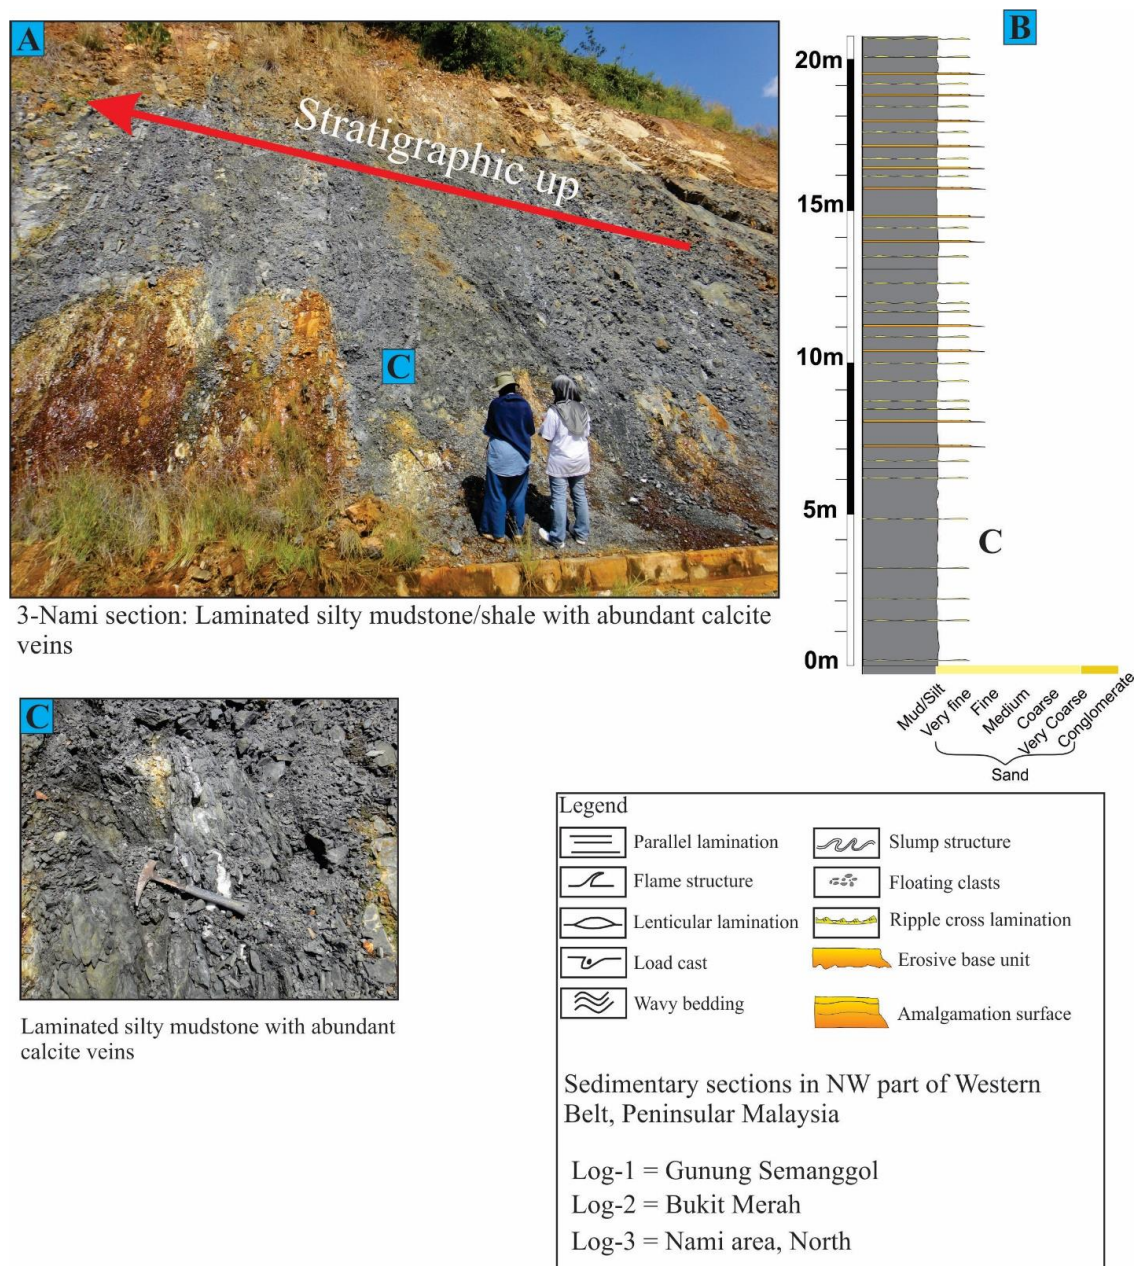 A
Stratigraphic up
C
3-Nami section: Laminated silty mudstone/shale with abundant calcite
veins
B
20m
15m
10m
5m
C
0m
Mud/Silt
Very fine
Fine
Medium
Coarse
Very Coarse
Conglomerate
Sand
C
Laminated silty mudstone with abundant
calcite veins
Legend
Parallel lamination
Flame structure
Lenticular lamination
Load cast
Wavy bedding
Slump structure
Floating clasts
Ripple cross lamination
Erosive base unit
Amalgamation surface
Sedimentary sections in NW part of Western
Belt, Peninsular Malaysia
Log-1 = Gunung Semanggol
Log-2 = Bukit Merah
Log-3 = Nami area, North